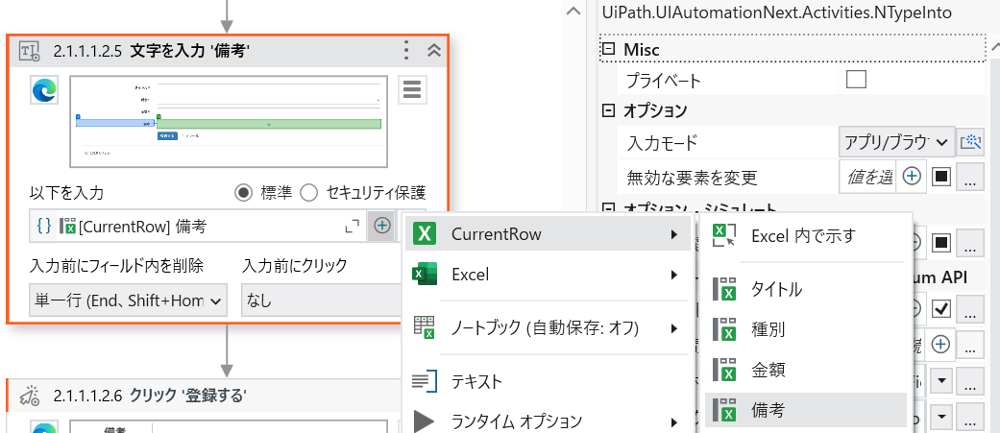 UiPath.UIAutomationNext.Activities.NTypeInto
2.1.1.1.2.5 文字を入力 '備考'
以下を入力
標準
セキュリティ保護
[CurrentRow] 備考
入力前にフィールド内を削除
入力前にクリック
単一行 (End、Shift+Hom
なし
2.1.1.1.2.6 クリック '登録する'
備考
CurrentRow
Excel
ノートブック (自動保存: オフ)
テキスト
ランタイム オプション
Excel 内で示す
タイトル
種別
金額
備考
Misc
プライベート
オプション
入力モード
アプリ/ブラウ
無効な要素を変更
値を選
...
オプション - シミュレート
...
um API
...
...
...
...